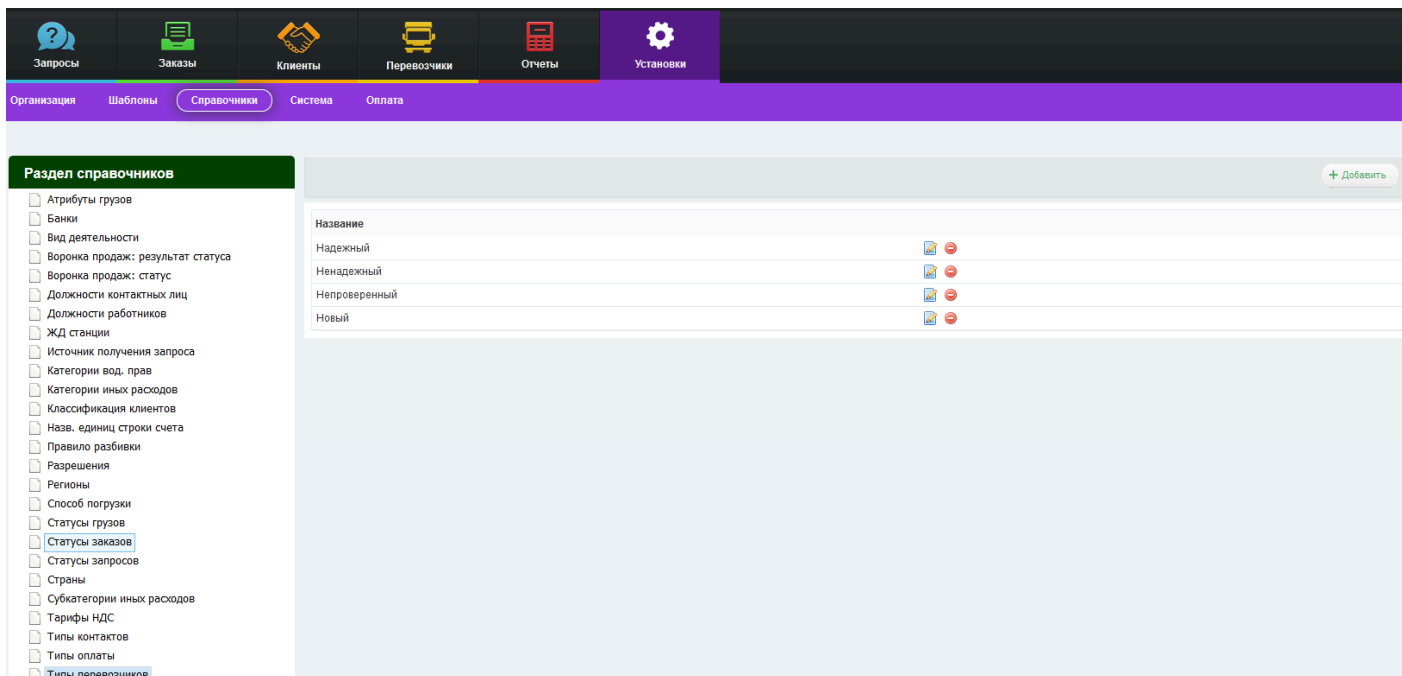 Запросы Заказы Клиенты Перевозчики Отчеты Установки
Организация Шаблоны Справочники Система Оплата
Раздел справочников
+ Добавить
Атрибуты грузов
Банки
Вид деятельности
Воронка продаж: результат статуса
Воронка продаж: статус
Должности контактных лиц
Должности работников
ЖД станции
Источник получения запроса
Категории вод. прав
Категории иных расходов
Классификация клиентов
Назв. единиц строки счета
Правило разбивки
Разрешения
Регионы
Способ погрузки
Статусы грузов
Статусы заказов
Статусы запросов
Страны
Субкатегории иных расходов
Тарифы НДС
Типы контактов
Типы оплаты
Типы перевозчиков
Название
Надежный
Ненадежный
Непроверенный
Новый